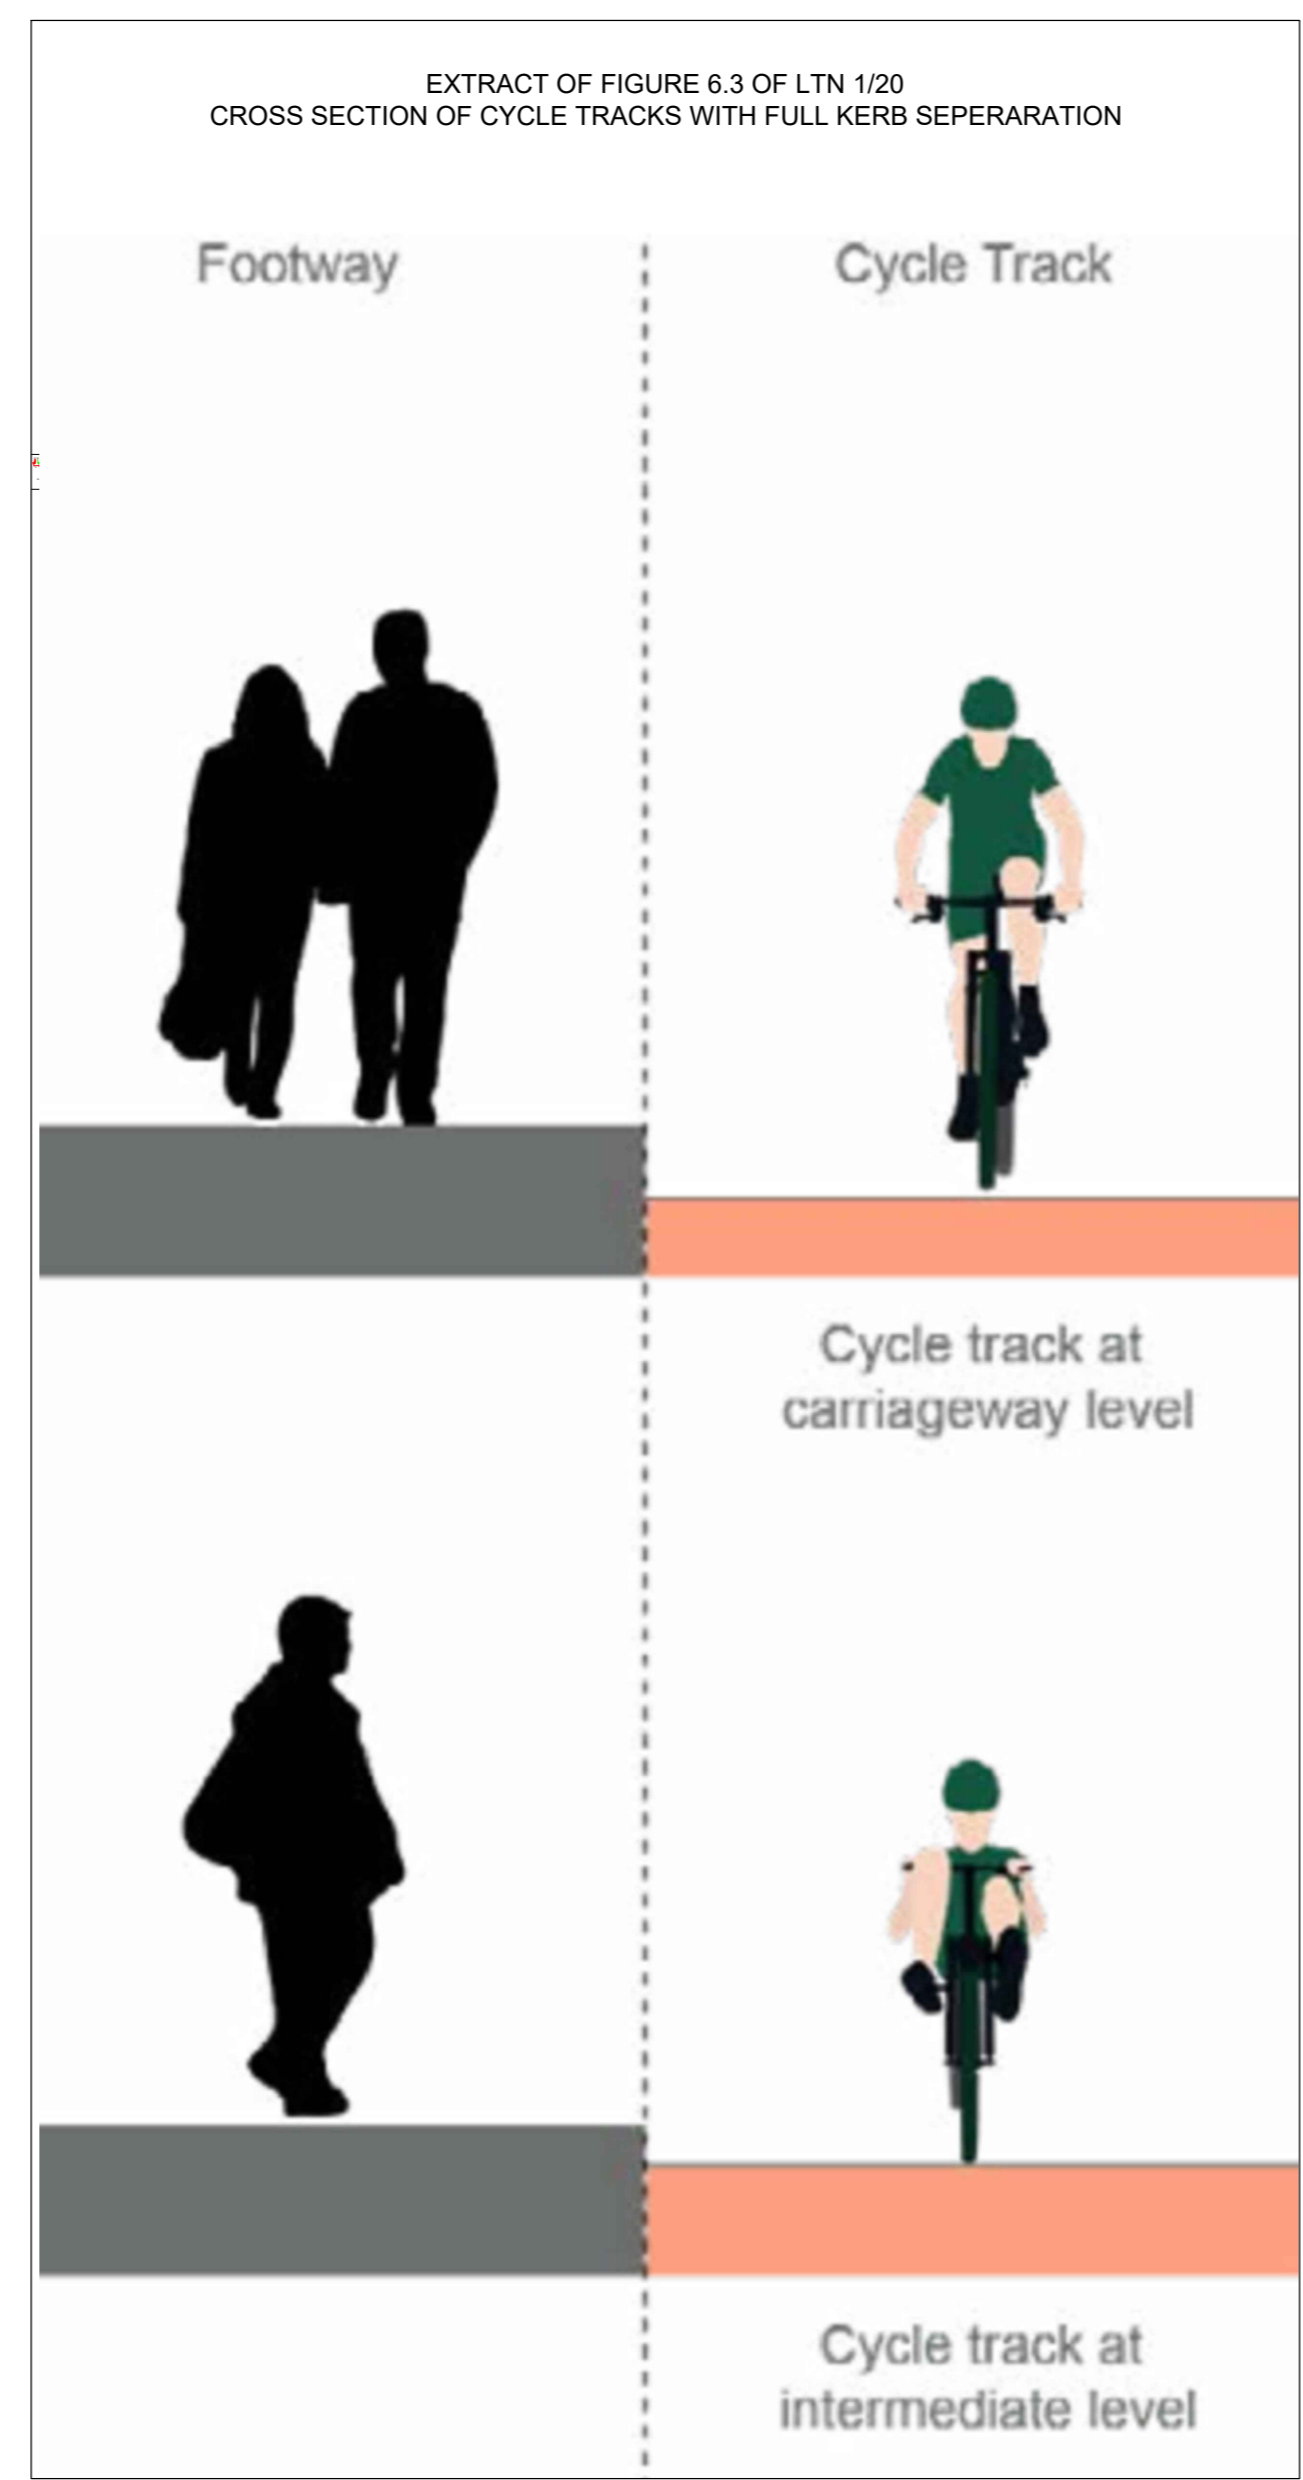 EXTRACT OF FIGURE 6.3 OF LTN 1/20
CROSS SECTION OF CYCLE TRACKS WITH FULL KERB SEPERARATION
Footway
Cycle Track
Cycle track at
carriageway level
Cycle track at
intermediate level